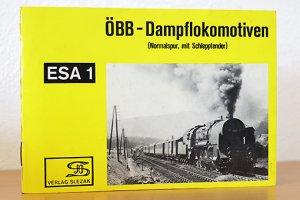 ÖBB - Dampflokomotiven
(Normalspur, mit Schlepptender)
ESA 1
VERLAG SLEZAK